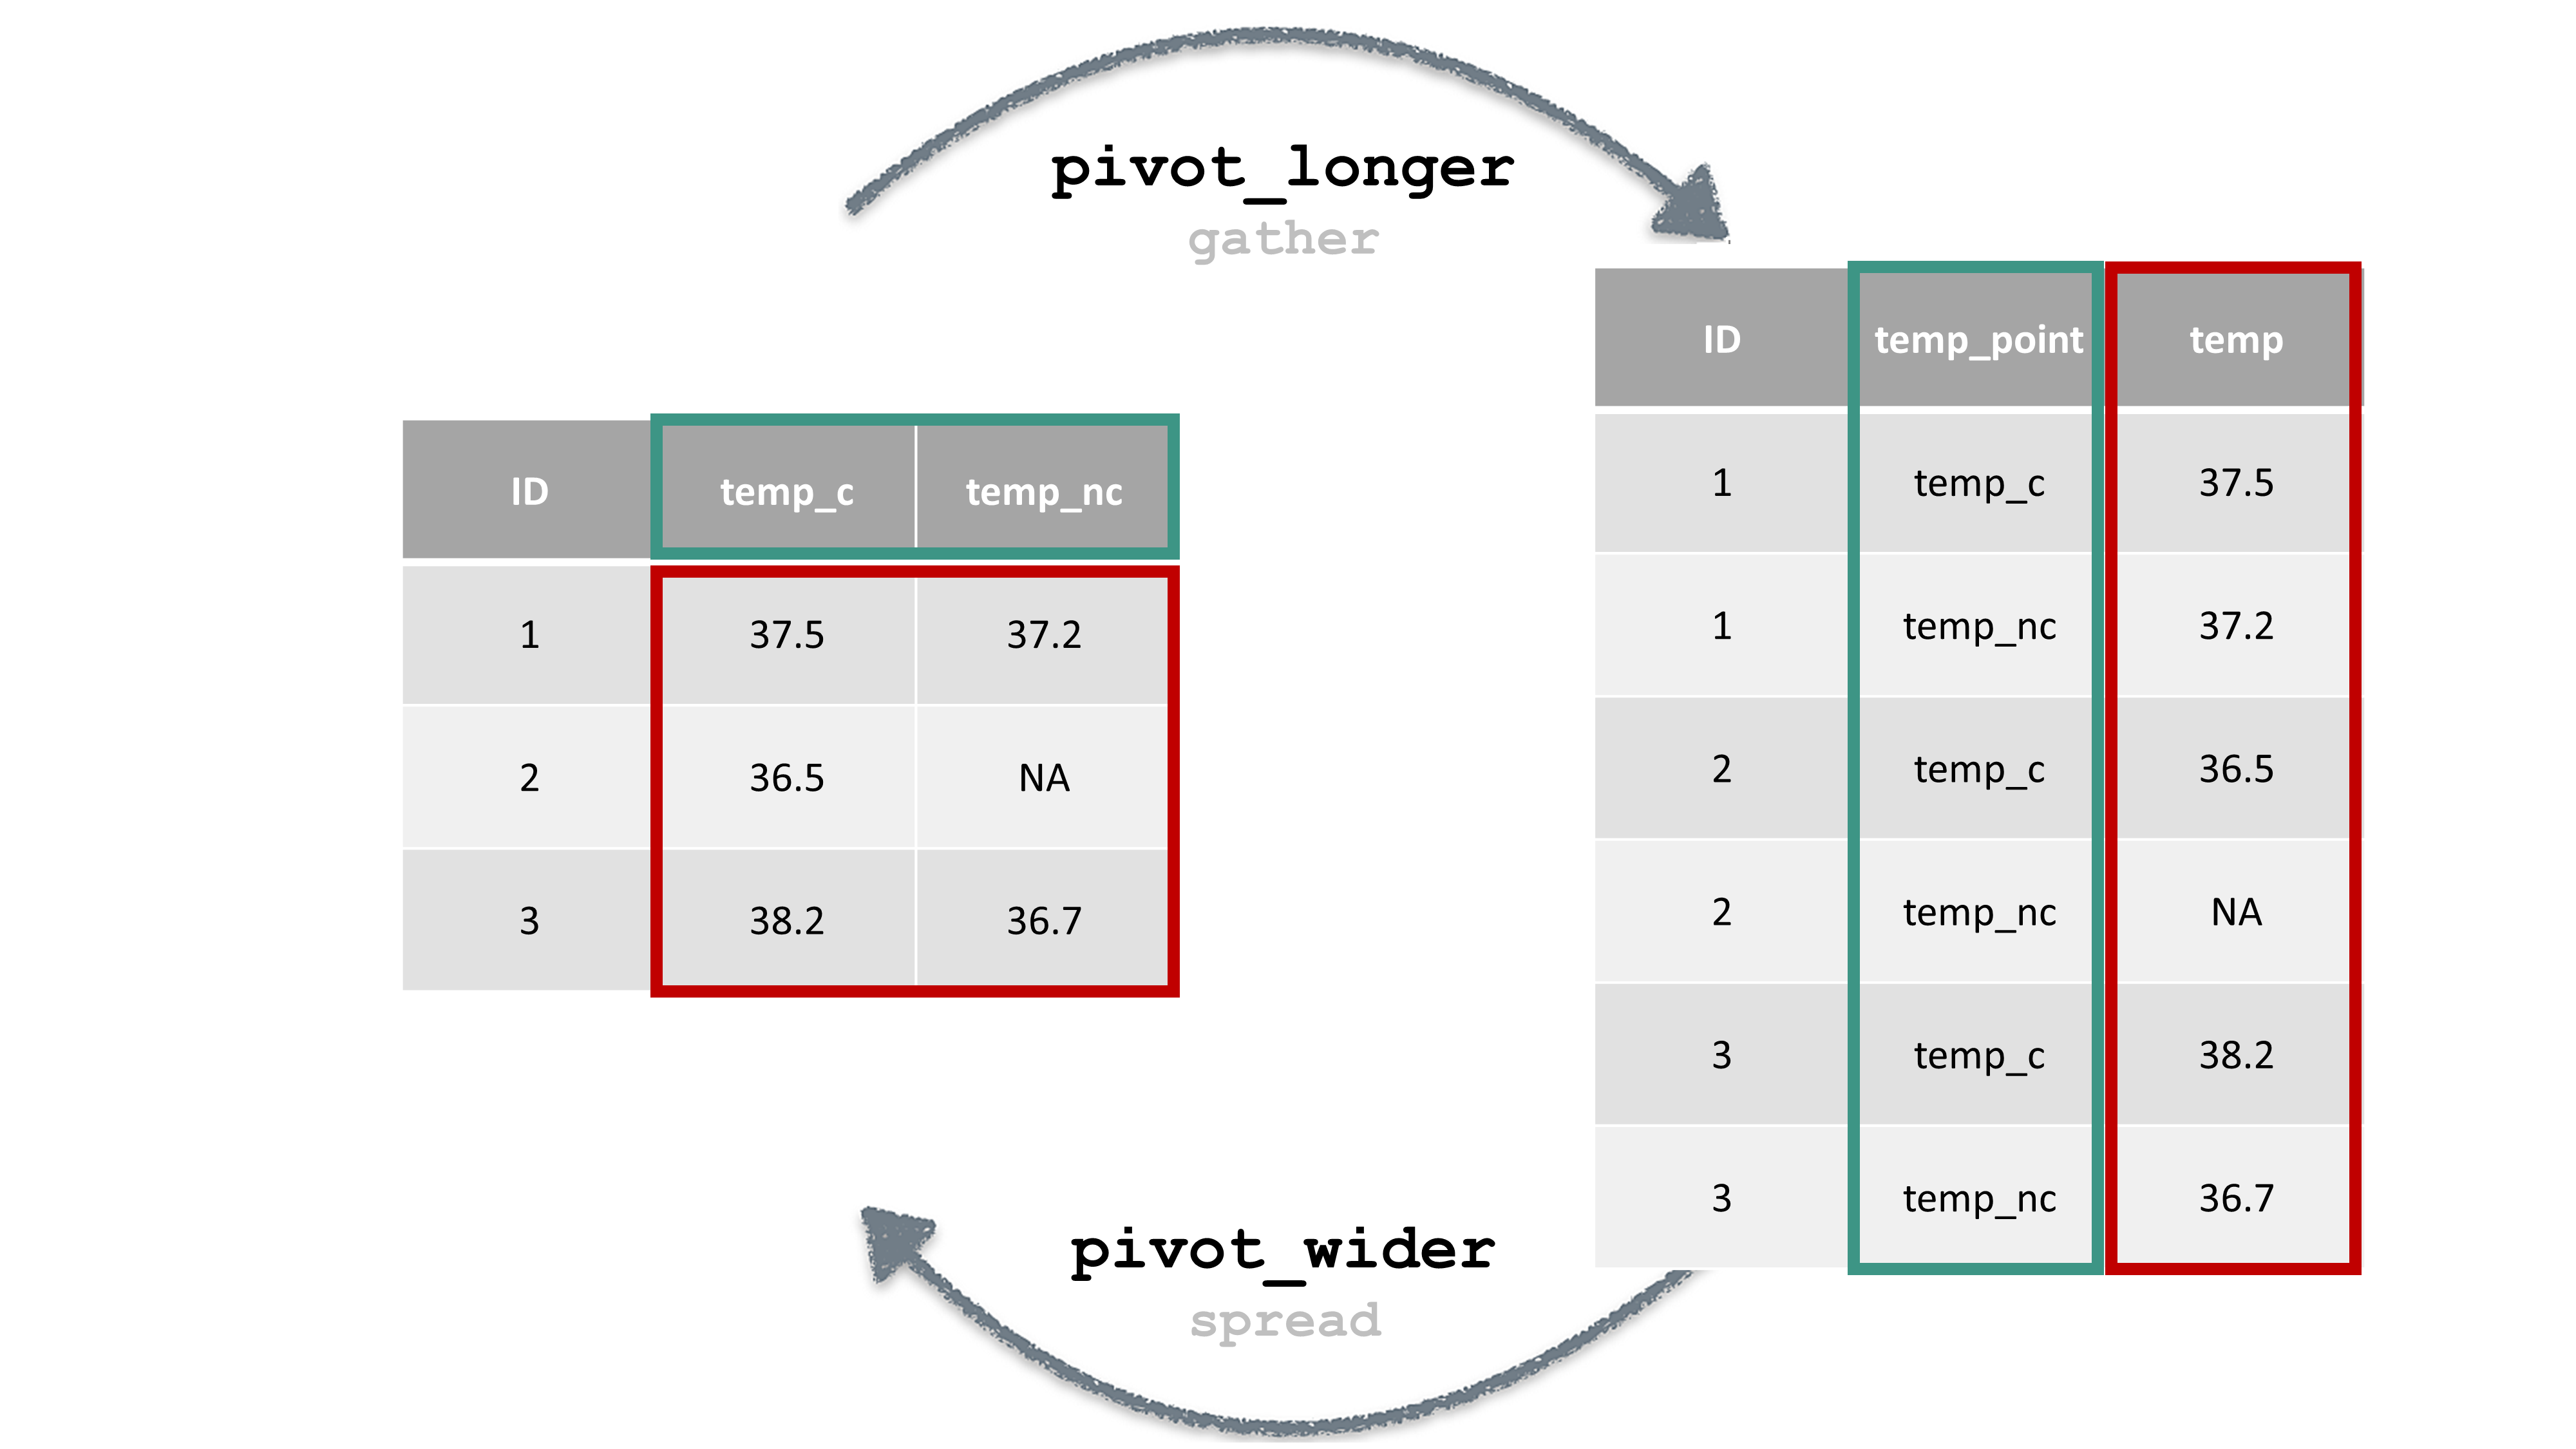 pivot_longer
gather
ID temp_c temp_nc
1 37.5 37.2
2 36.5 NA
3 38.2 36.7
ID temp_point temp
1 temp_c 37.5
1 temp_nc 37.2
2 temp_c 36.5
2 temp_nc NA
3 temp_c 38.2
3 temp_nc 36.7
pivot_wider
spread